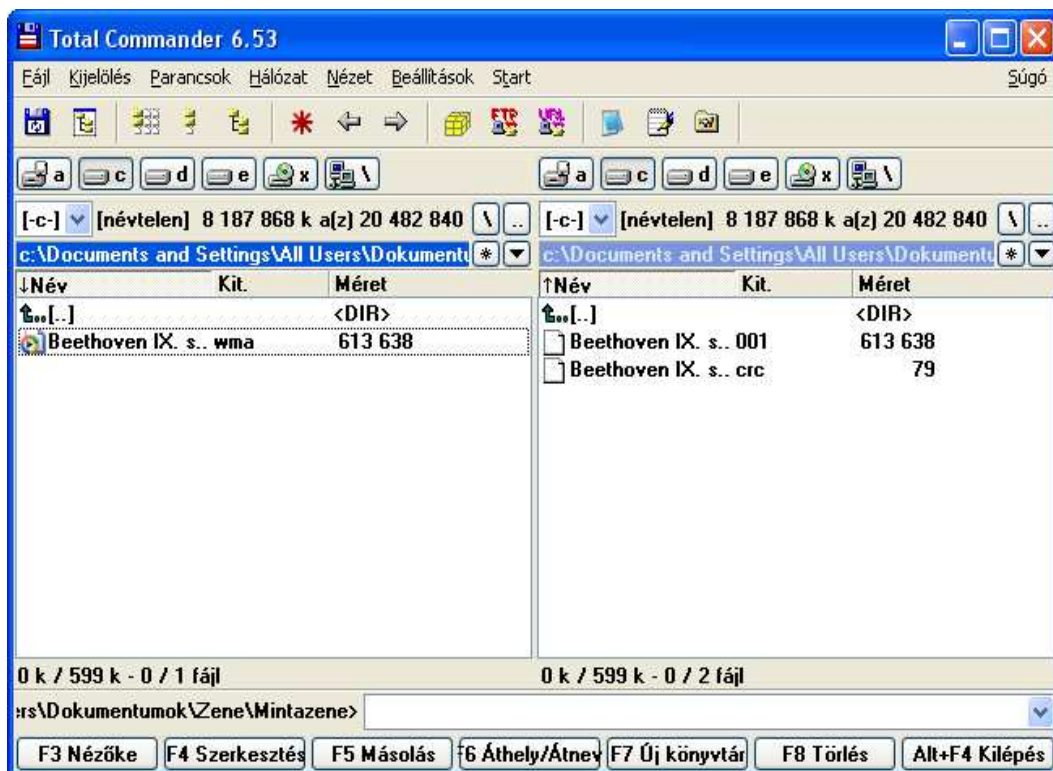 Total Commander 6.53
Fájl Kijelölés Parancsok Hálózat Nézet Beállítások Start Súgó
FTP URL
a c d e x \ a c d e x \
[-c-] [névtelen] 8 187 868 k a(z) 20 482 840 \ .. [-c-] [névtelen] 8 187 868 k a(z) 20 482 840 \ ..
c:\Documents and Settings\All Users\Dokumentu * c:\Documents and Settings\All Users\Dokumentu *
↓Név Kit. Méret ↑Név Kit. Méret
[..] <DIR> [..] <DIR>
Beethoven IX. s.. wma 613 638 Beethoven IX. s.. 001 613 638
Beethoven IX. s.. crc 79
0 k / 599 k - 0 / 1 fájl 0 k / 599 k - 0 / 2 fájl
ers\Dokumentumok\Zene\Mintazene>
F3 Nézőke F4 Szerkesztés F5 Másolás F6 Áthely/Átnev F7 Új könyvtár F8 Törlés Alt+F4 Kilépés